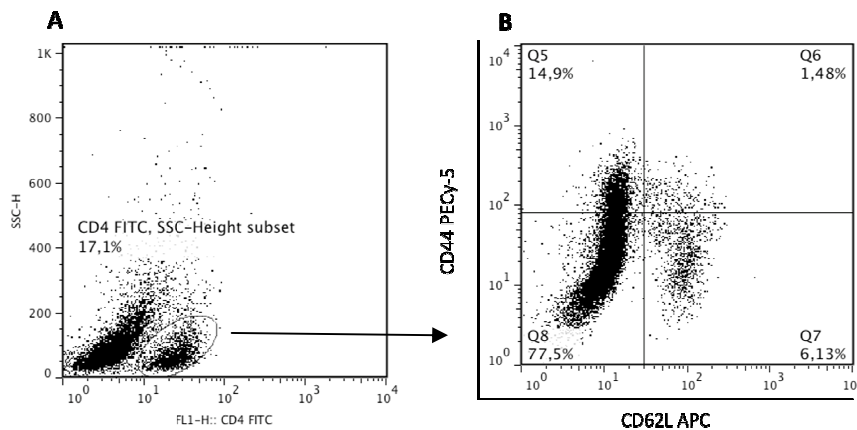 A
1K
800
600
400
200
0
SSC-H
CD4 FITC, SSC-Height subset
17,1%
10^0 10^1 10^2 10^3 10^4
FL1-H:: CD4 FITC
B
Q5
14,9%
Q6
1,48%
10^4
10^3
10^2
10^1
10^0
CD44 PECy-5
Q8
77,5%
Q7
6,13%
10^0 10^1 10^2 10^3 10
CD62L APC